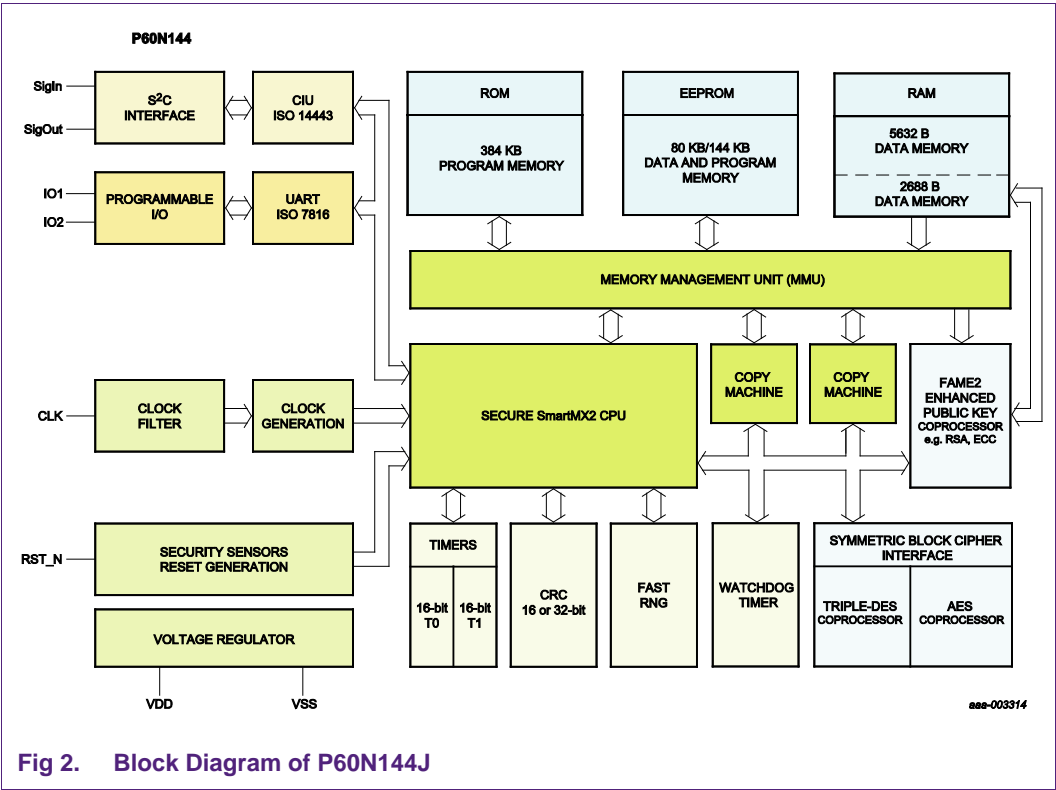 P60N144
SigIn
SigOut
S2C
INTERFACE
CIU
ISO 14443
IO1
IO2
PROGRAMMABLE
I/O
UART
ISO 7816
ROM
384 KB
PROGRAM MEMORY
EEPROM
80 KB/144 KB
DATA AND PROGRAM
MEMORY
RAM
5632 B
DATA MEMORY
2688 B
DATA MEMORY
MEMORY MANAGEMENT UNIT (MMU)
CLK
CLOCK
FILTER
CLOCK
GENERATION
SECURE SmartMX2 CPU
COPY
MACHINE
COPY
MACHINE
FAME2
ENHANCED
PUBLIC KEY
COPROCESSOR
e.g. RSA, ECC
RST_N
SECURITY SENSORS
RESET GENERATION
VOLTAGE REGULATOR
VDD
VSS
TIMERS
16-bit
T0
16-bit
T1
CRC
16 or 32-bit
FAST
RNG
WATCHDOG
TIMER
SYMMETRIC BLOCK CIPHER
INTERFACE
TRIPLE-DES
COPROCESSOR
AES
COPROCESSOR
aaa-003314
Fig 2. Block Diagram of P60N144J